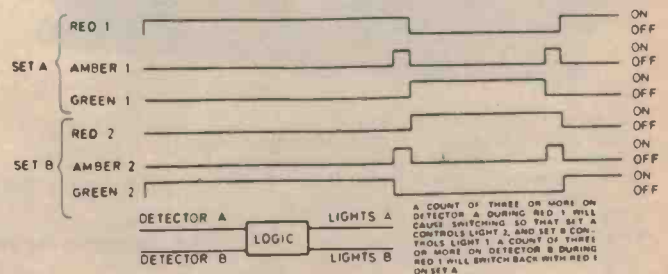 RED 1
ON
OFF
SET A
AMBER 1
ON
OFF
GREEN 1
ON
OFF
RED 2
ON
OFF
SET B
AMBER 2
ON
OFF
GREEN 2
ON
OFF
DETECTOR A
LIGHTS A
LOGIC
DETECTOR B
LIGHTS B
A COUNT OF THREE OR MORE ON
DETECTOR A DURING RED 1 WILL
CAUSE SWITCHING SO THAT SET A
CONTROLS LIGHT 2, AND SET B CON-
TROLS LIGHT 1 A COUNT OF THREE
OR MORE ON DETECTOR B DURING
RED 1 WILL SWITCH BACK WITH RED 1
ON SET A